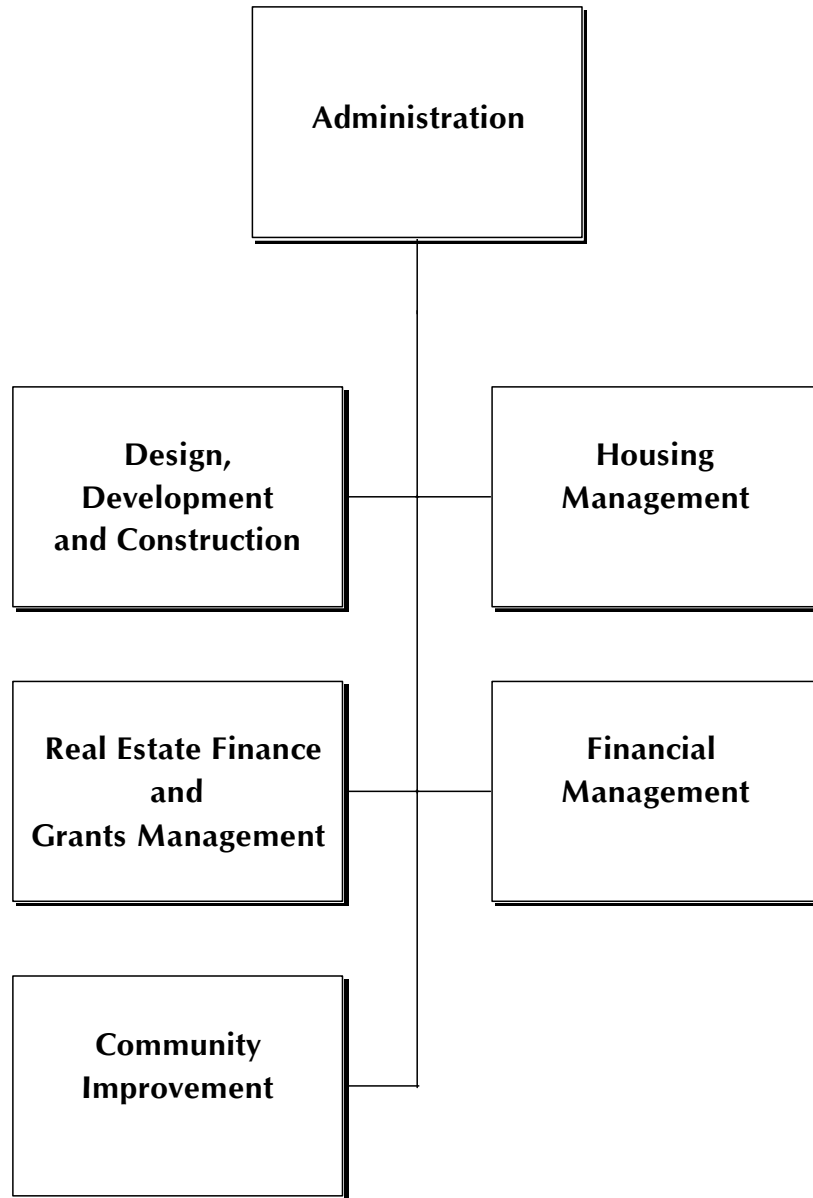 Administration
Design,
Development
and Construction
Housing
Management
Real Estate Finance
and
Grants Management
Financial
Management
Community
Improvement